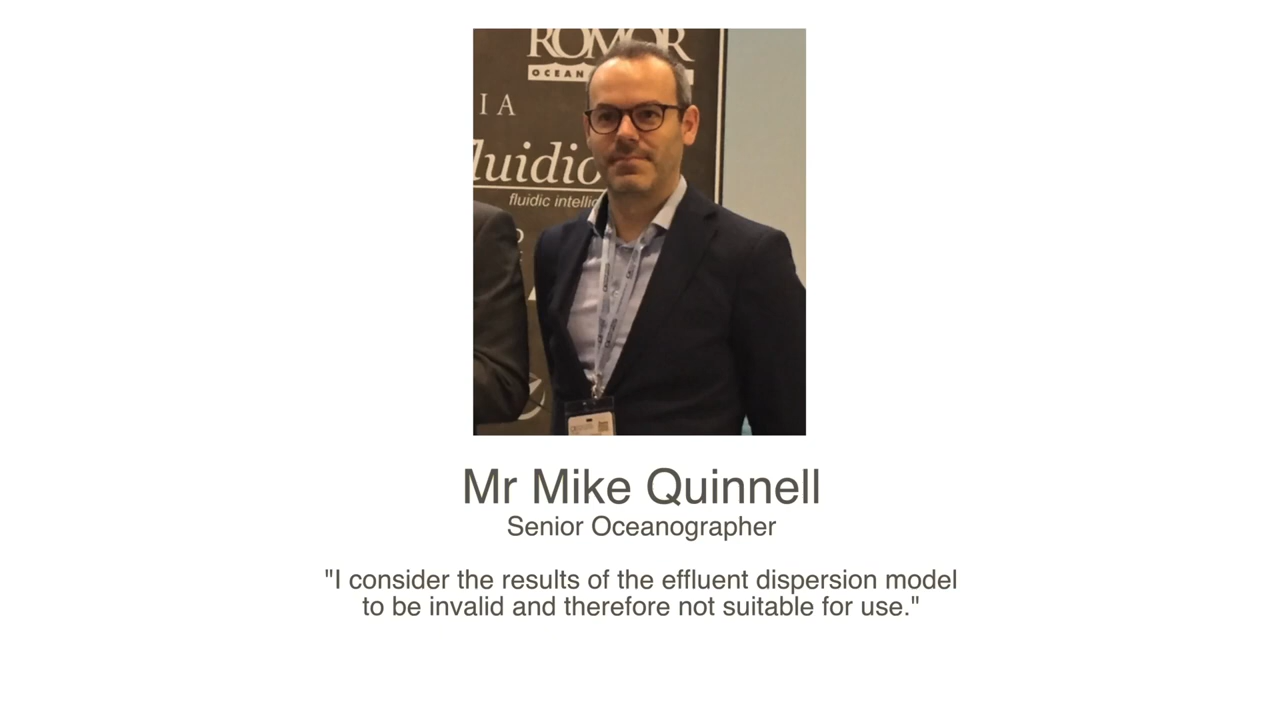 ROMOR
OCEAN
IA
luidio
fluidic intelli
Mr Mike Quinnell
Senior Oceanographer
"I consider the results of the effluent dispersion model
to be invalid and therefore not suitable for use."